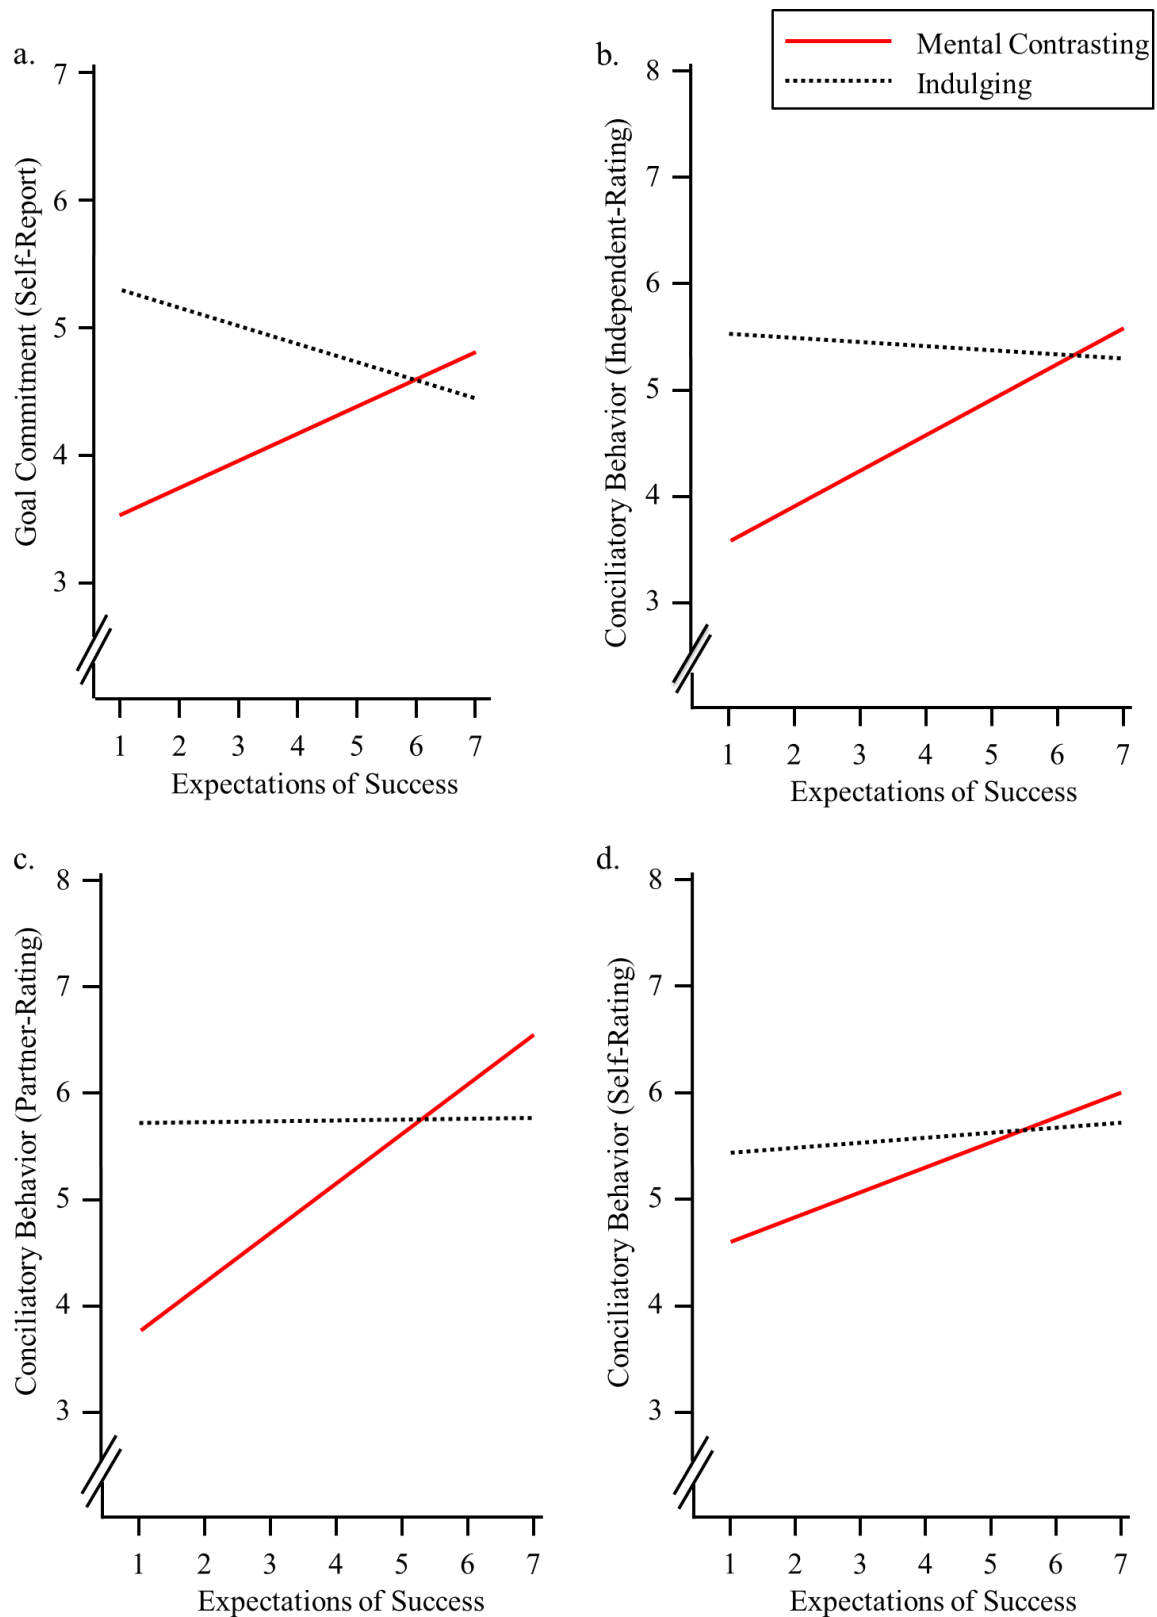 Mental Contrasting
Indulging
a.
7
6
5
4
3
Goal Commitment (Self-Report)
1 2 3 4 5 6 7
Expectations of Success
b.
8
7
6
5
4
3
Conciliatory Behavior (Independent-Rating)
1 2 3 4 5 6 7
Expectations of Success
c.
8
7
6
5
4
3
Conciliatory Behavior (Partner-Rating)
1 2 3 4 5 6 7
Expectations of Success
d.
8
7
6
5
4
3
Conciliatory Behavior (Self-Rating)
1 2 3 4 5 6 7
Expectations of Success